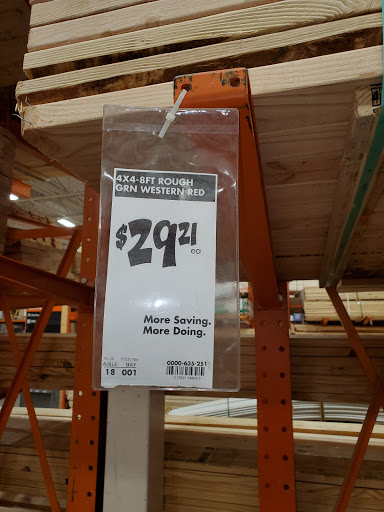 4X4-8FT ROUGH
GRN WESTERN RED
$29.21
ea
More Saving.
More Doing.
AISLE BAY
18 001
0000-635-251